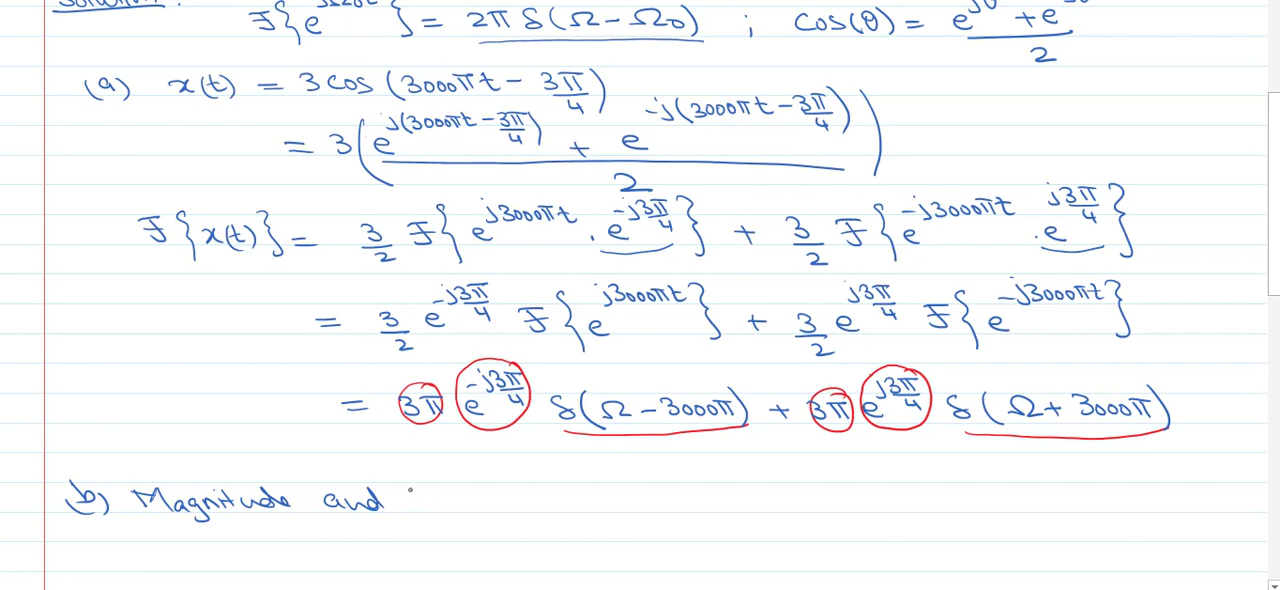 Solution:
F{e^{jΩ₀t}} = 2π δ(Ω − Ω₀) ; cos(θ) = (e^{jθ} + e^{-jθ})/2
(a) x(t) = 3 cos(3000πt − 3π/4)
= 3((e^{j(3000πt − 3π/4)} + e^{-j(3000πt − 3π/4)})/2)
F{x(t)} = 3/2 F{e^{j3000πt} . e^{-j3π/4}} + 3/2 F{e^{-j3000πt} . e^{j3π/4}}
= 3/2 e^{-j3π/4} F{e^{j3000πt}} + 3/2 e^{j3π/4} F{e^{-j3000πt}}
= 3π e^{-j3π/4} δ(Ω − 3000π) + 3π e^{j3π/4} δ(Ω + 3000π)
(b) Magnitude and